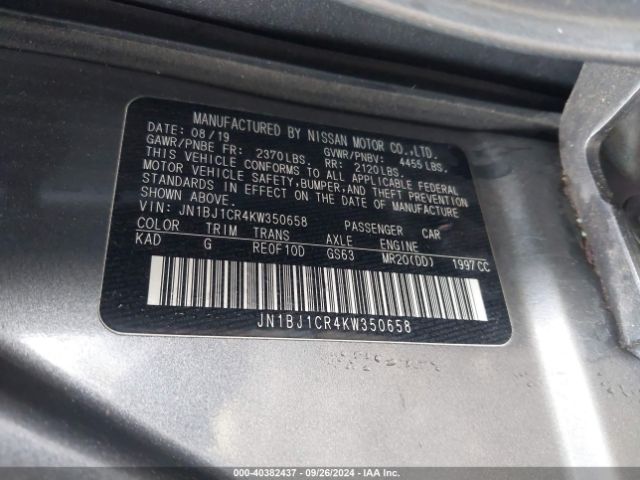 MANUFACTURED BY NISSAN MOTOR CO.,LTD.
DATE: 08/19
GAWR/PNBE FR: 2370LBS. GVWR/PNBV: 4455 LBS.
RR: 2120LBS.
THIS VEHICLE CONFORMS TO ALL APPLICABLE FEDERAL
MOTOR VEHICLE SAFETY,BUMPER,AND THEFT PREVENTION
STANDARDS IN EFFECT ON THE DATE OF MANUFACTURE
SHOWN ABOVE.
VIN: JN1BJ1CR4KW350658 PASSENGER CAR
COLOR TRIM TRANS AXLE ENGINE
KAD G RE0F10D GS63 MR20(DD) 1997CC
JN1BJ1CR4KW350658
000-40382437 - 09/26/2024 - IAA Inc.